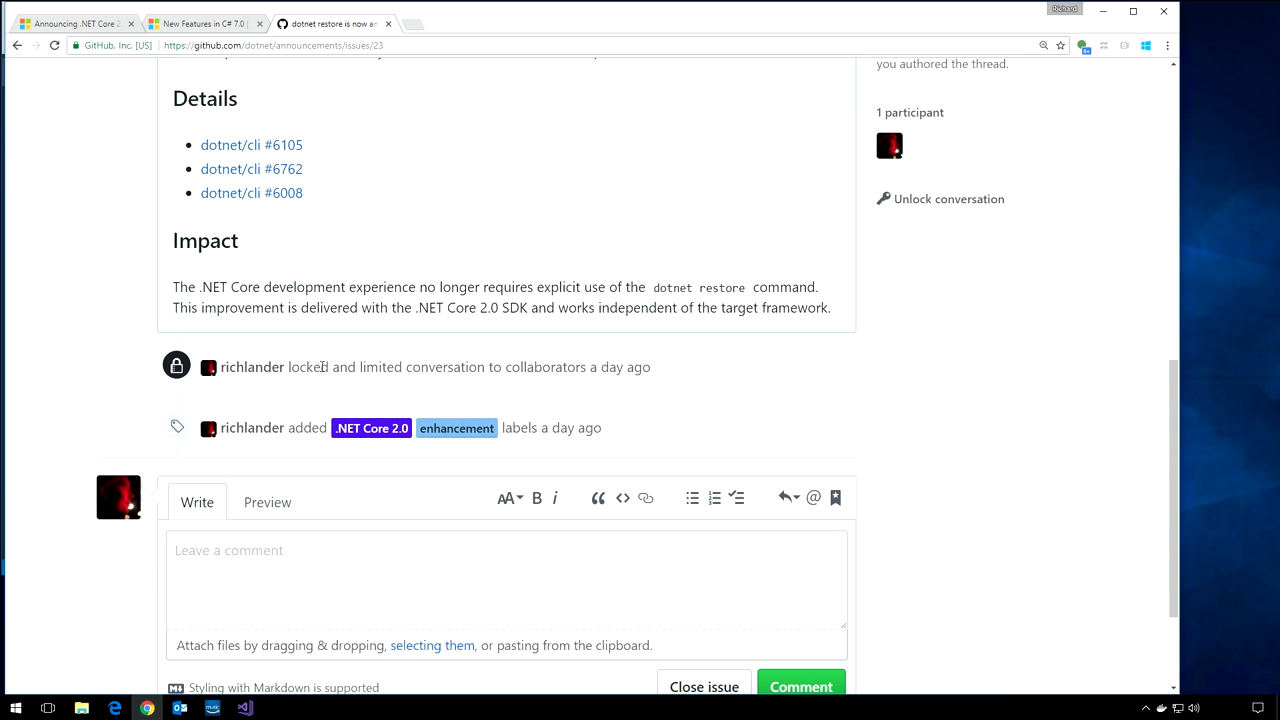 Richard
Announcing .NET Core 2.
New Features in C# 7.0 |
dotnet restore is now an
GitHub, Inc. [US]
https://github.com/dotnet/announcements/issues/23
you authored the thread.
Details
1 participant
dotnet/cli #6105
dotnet/cli #6762
dotnet/cli #6008
Unlock conversation
Impact
The .NET Core development experience no longer requires explicit use of the dotnet restore command.
This improvement is delivered with the .NET Core 2.0 SDK and works independent of the target framework.
richlander locked and limited conversation to collaborators a day ago
richlander added .NET Core 2.0 enhancement labels a day ago
Write Preview AA B i
Leave a comment
Attach files by dragging & dropping, selecting them, or pasting from the clipboard.
Styling with Markdown is supported
Close issue Comment